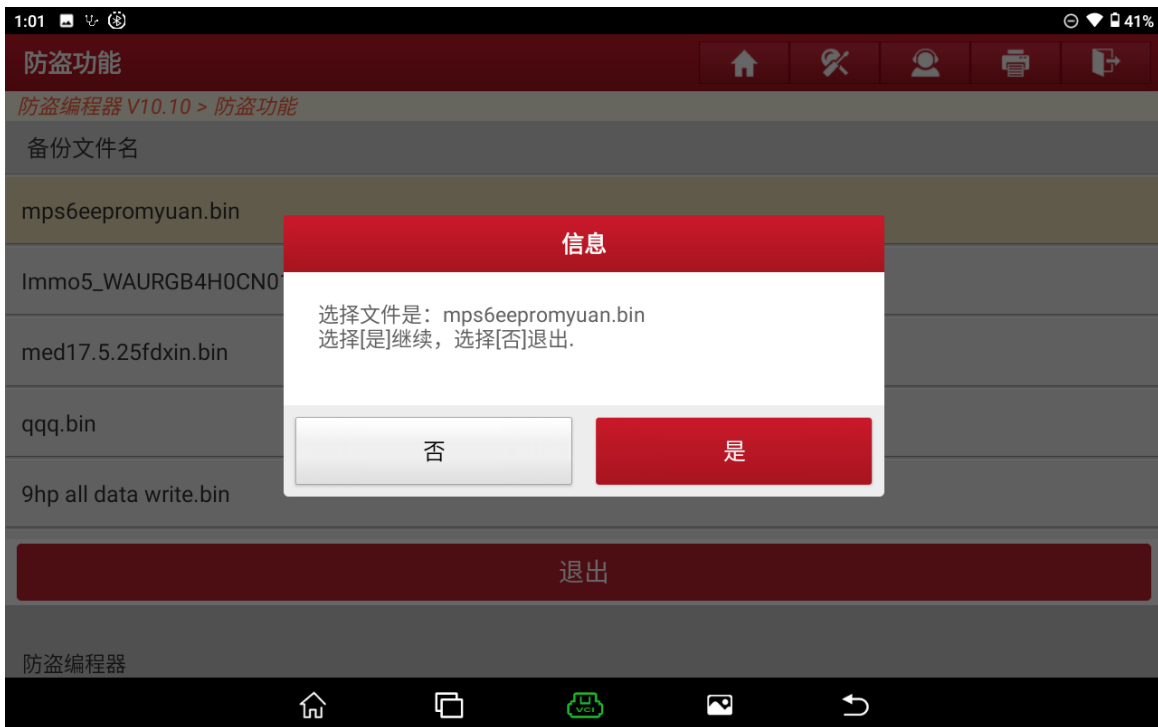 1:01
41%
防盗功能
防盗编程器 V10.10 > 防盗功能
备份文件名
mps6eepromyuan.bin
Immo5_WAURGB4H0CN0
med17.5.25fdxin.bin
qqq.bin
9hp all data write.bin
信息
选择文件是：mps6eepromyuan.bin
选择[是]继续，选择[否]退出.
否
是
退出
防盗编程器
VCI